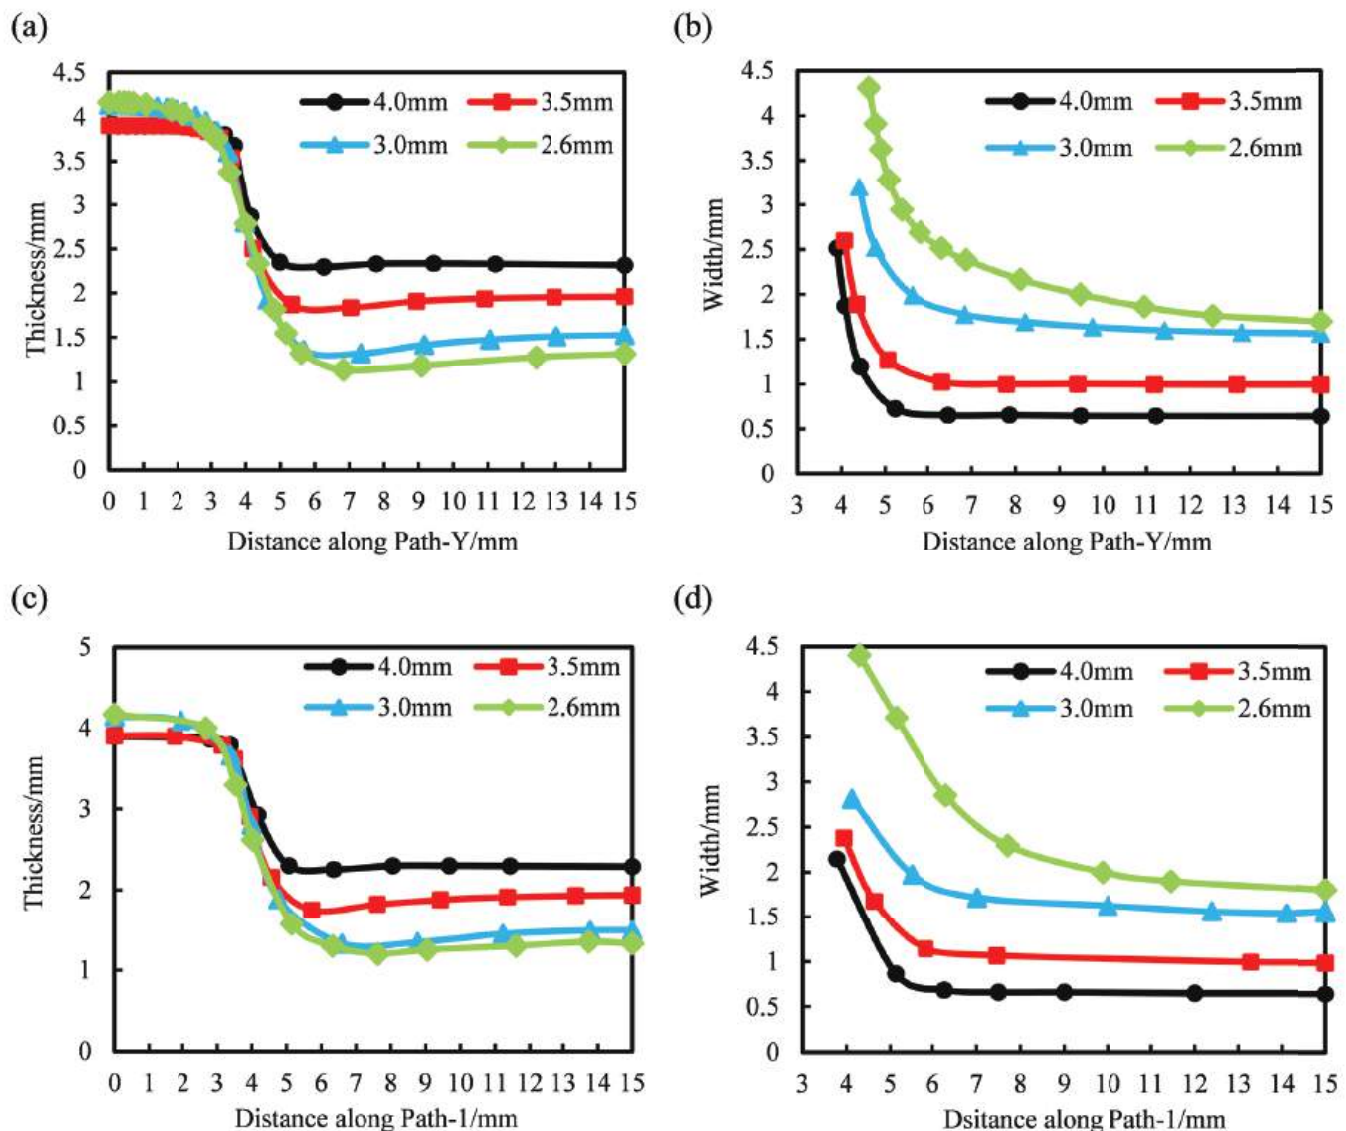 (a)
(b)
4.5
4
3.5
3
2.5
2
1.5
1
0.5
0
Thickness/mm
4.0mm 3.5mm
3.0mm 2.6mm
0 1 2 3 4 5 6 7 8 9 10 11 12 13 14 15
Distance along Path-Y/mm
4.5
4
3.5
3
2.5
2
1.5
1
0.5
0
Width/mm
4.0mm 3.5mm
3.0mm 2.6mm
3 4 5 6 7 8 9 10 11 12 13 14 15
Distance along Path-Y/mm
(c)
(d)
5
4
3
2
1
0
Thickness/mm
4.0mm 3.5mm
3.0mm 2.6mm
0 1 2 3 4 5 6 7 8 9 10 11 12 13 14 15
Distance along Path-1/mm
4.5
4
3.5
3
2.5
2
1.5
1
0.5
0
Width/mm
4.0mm 3.5mm
3.0mm 2.6mm
3 4 5 6 7 8 9 10 11 12 13 14 15
Dsitance along Path-1/mm